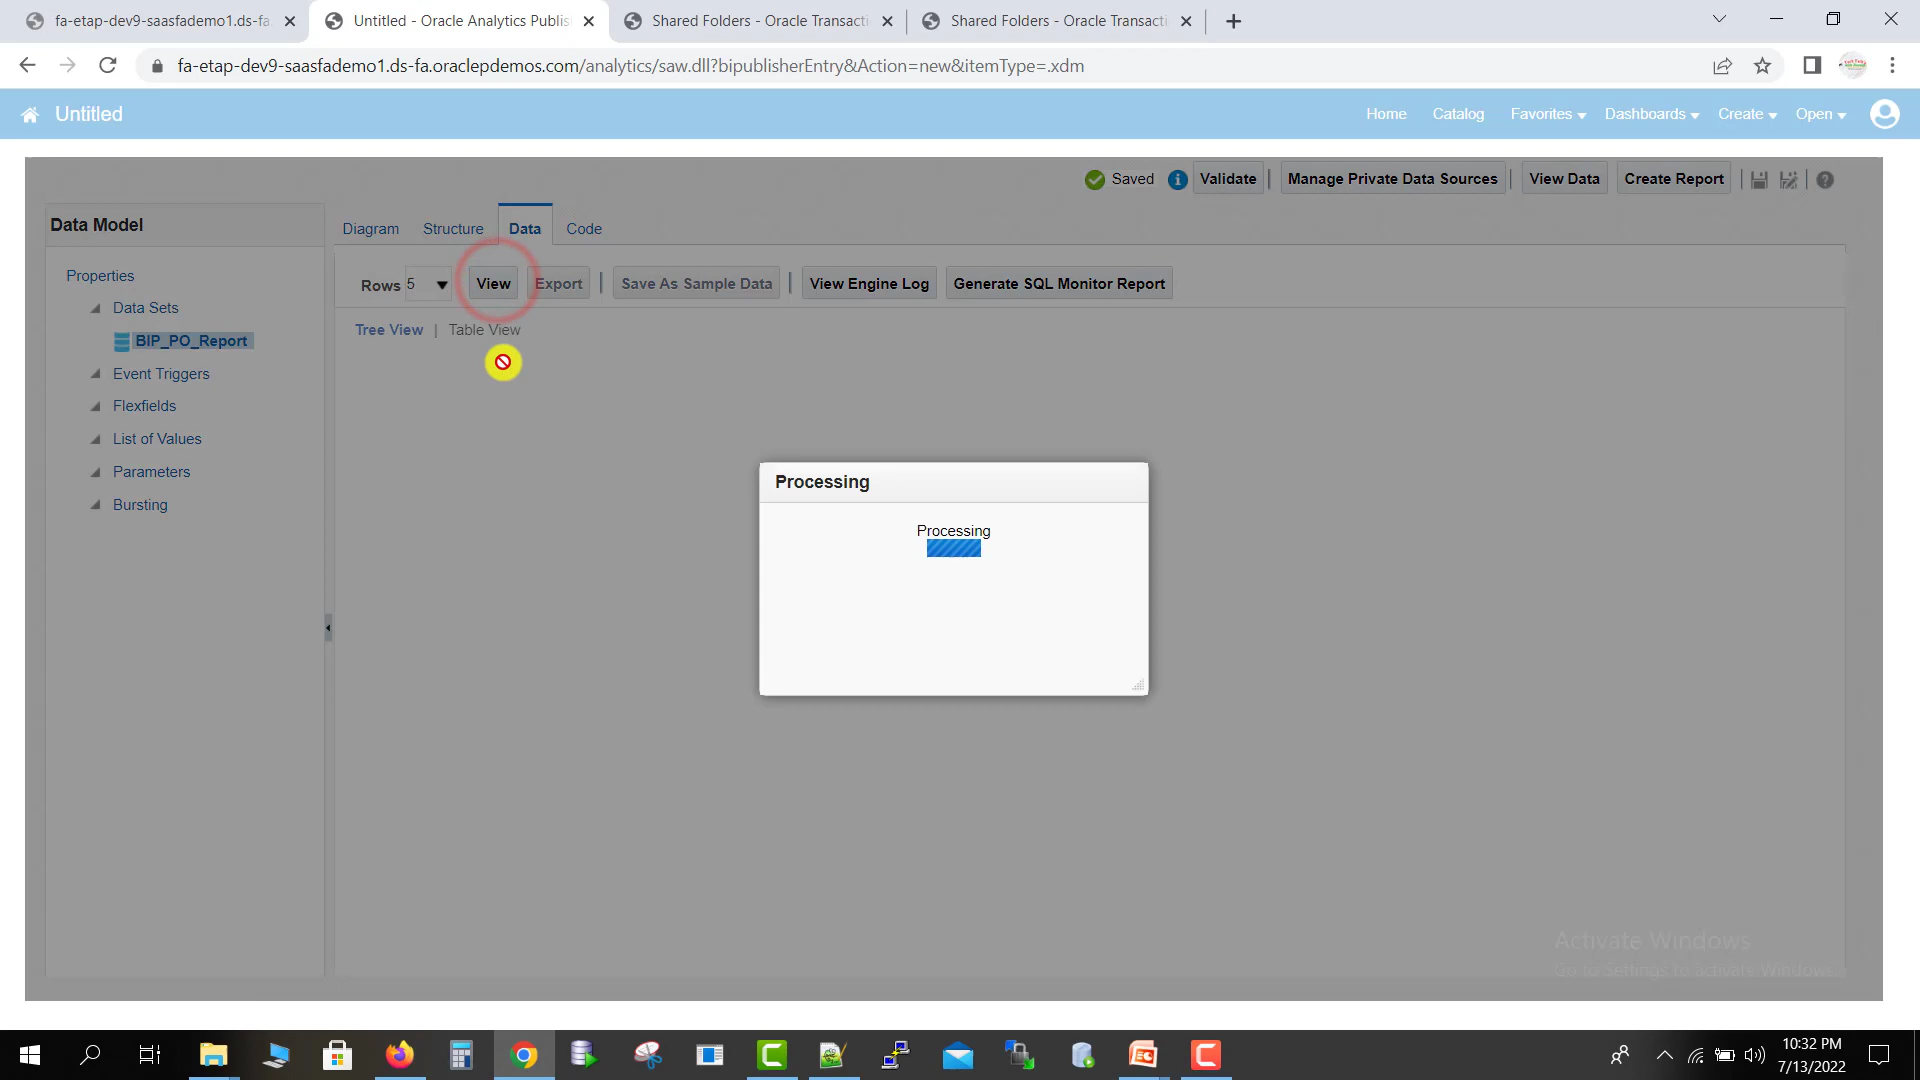 fa-etap-dev9-saasfademo1.ds-fa
Untitled - Oracle Analytics Publis
Shared Folders - Oracle Transacti
Shared Folders - Oracle Transacti
fa-etap-dev9-saasfademo1.ds-fa.oraclepdemos.com/analytics/saw.dll?bipublisherEntry&Action=new&itemType=.xdm
Untitled
Home Catalog Favorites Dashboards Create Open
Saved Validate Manage Private Data Sources View Data Create Report
Data Model
Diagram Structure Data Code
Properties
Rows 5 View Export Save As Sample Data View Engine Log Generate SQL Monitor Report
Data Sets
Tree View | Table View
BIP_PO_Report
Event Triggers
Flexfields
List of Values
Parameters
Bursting
Processing
Processing
Activate Windows
Go to Settings to activate Windows.
10:32 PM
7/13/2022